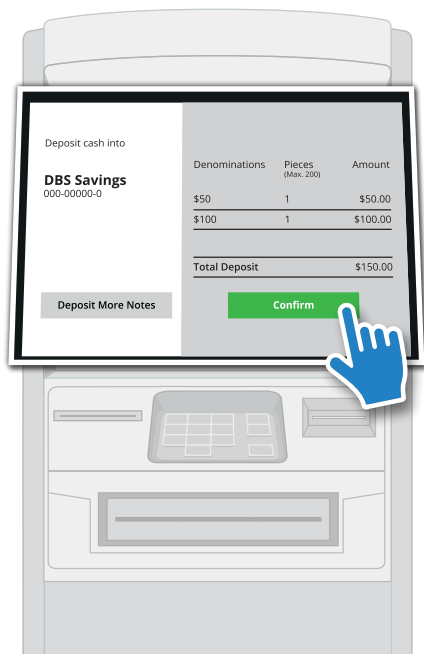 Deposit cash into
DBS Savings
000-00000-0
Denominations Pieces Amount
(Max. 200)
$50 1 $50.00
$100 1 $100.00
Total Deposit $150.00
Deposit More Notes Confirm